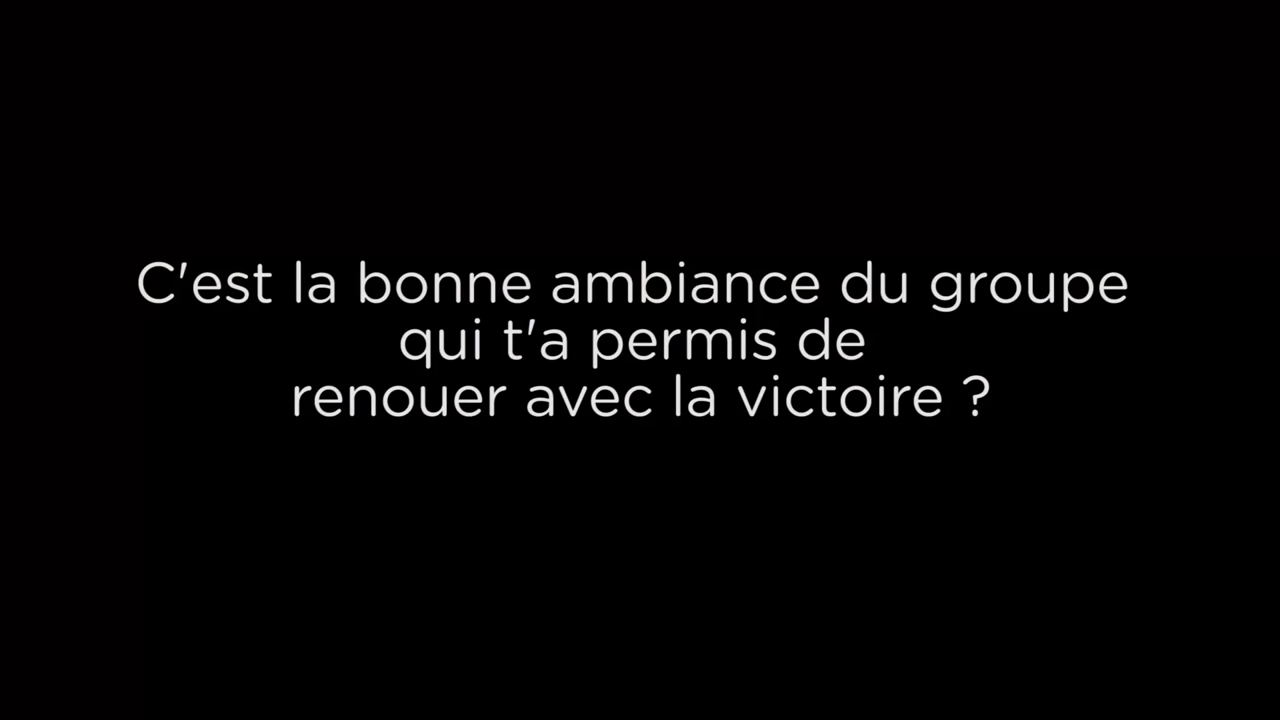 C'est la bonne ambiance du groupe
qui t'a permis de
renouer avec la victoire ?